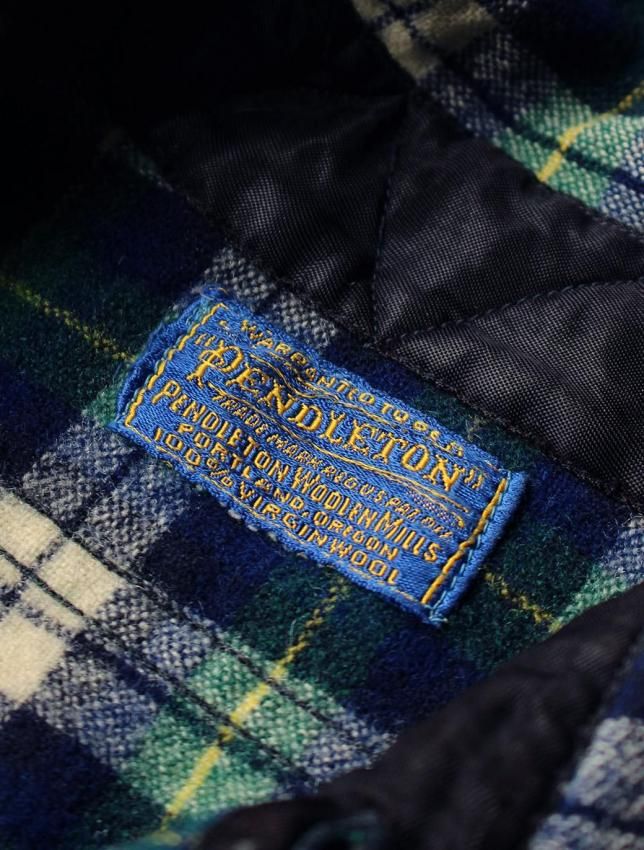 WARRANTED TO BE A
"PENDLETON"
TRADE MARK REG. U.S. PAT. OFF.
PENDLETON WOOLEN MILLS
PORTLAND, OREGON
100% VIRGIN WOOL